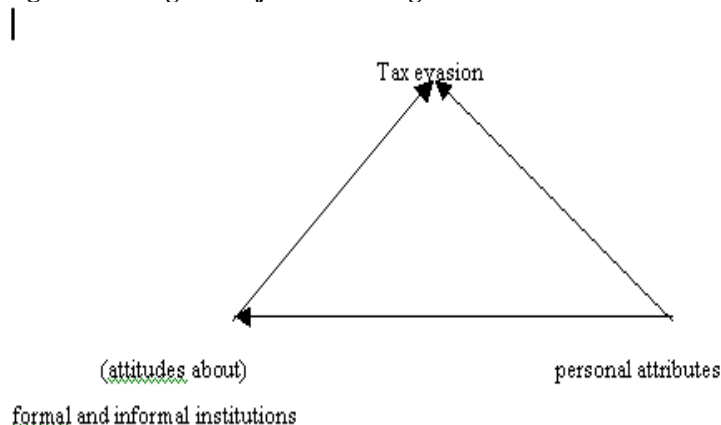 Tax evasion
(attitudes about) personal attributes
formal and informal institutions